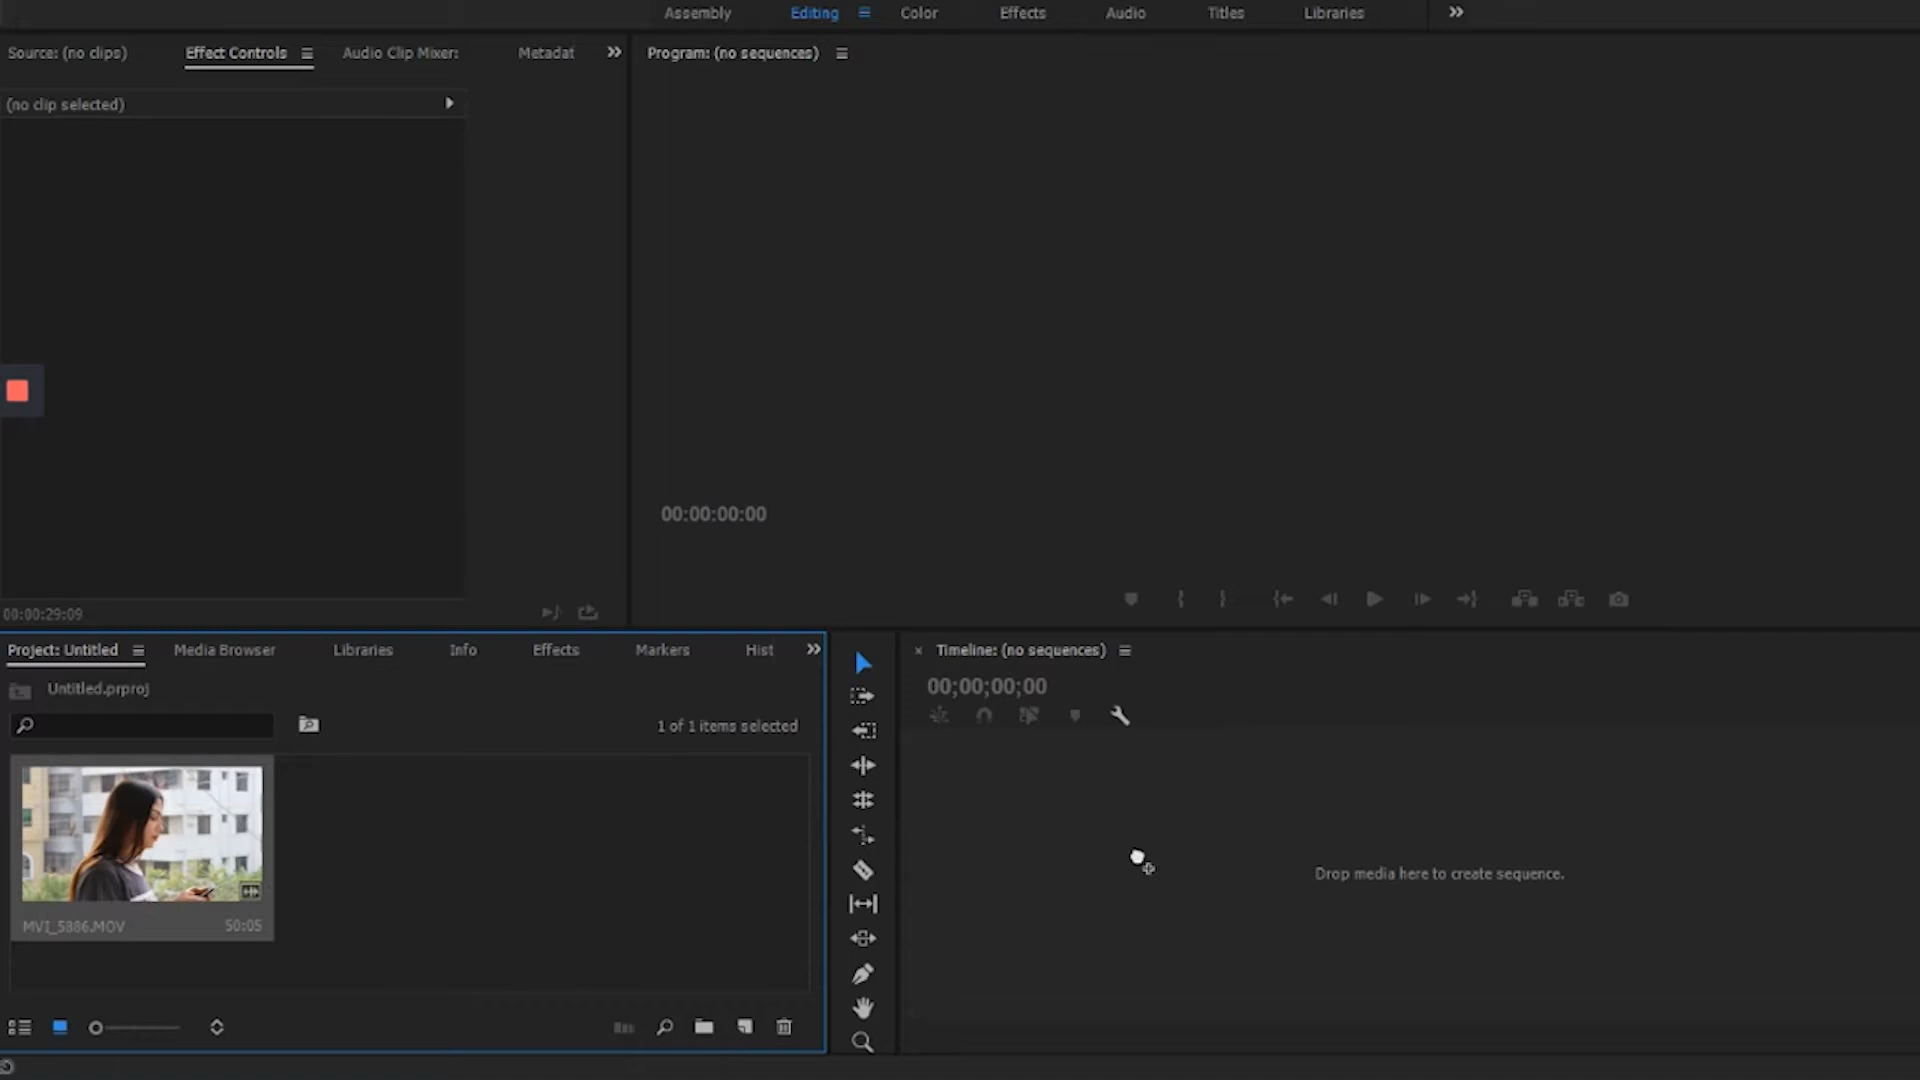 Assembly Editing Color Effects Audio Titles Libraries
Source: (no clips) Effect Controls Audio Clip Mixer: Metadat Program: (no sequences)
(no clip selected)
00:00:00:00
00:00:29:09
Project: Untitled Media Browser Libraries Info Effects Markers Hist
Untitled.prproj
1 of 1 items selected
MVI_5886.MOV 50:05
Timeline: (no sequences)
00;00;00;00
Drop media here to create sequence.